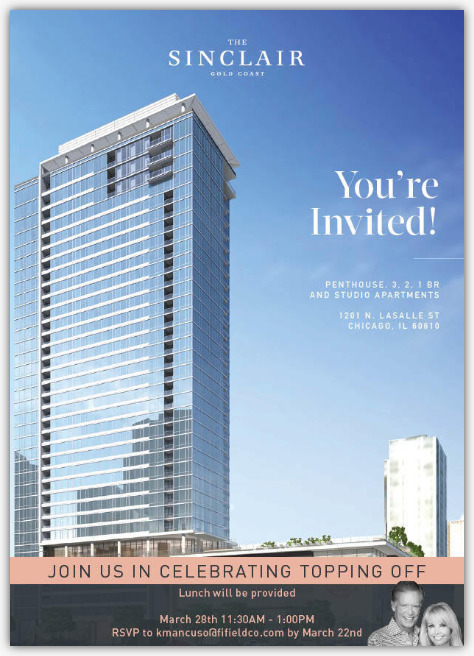 THE
SINCLAIR
GOLD COAST
You're
Invited!
PENTHOUSE, 3, 2, 1 BR
AND STUDIO APARTMENTS
1201 N. LASALLE ST
CHICAGO, IL 60610
JOIN US IN CELEBRATING TOPPING OFF
Lunch will be provided
March 28th 11:30AM - 1:00PM
RSVP to kmancuso@fifieldco.com by March 22nd